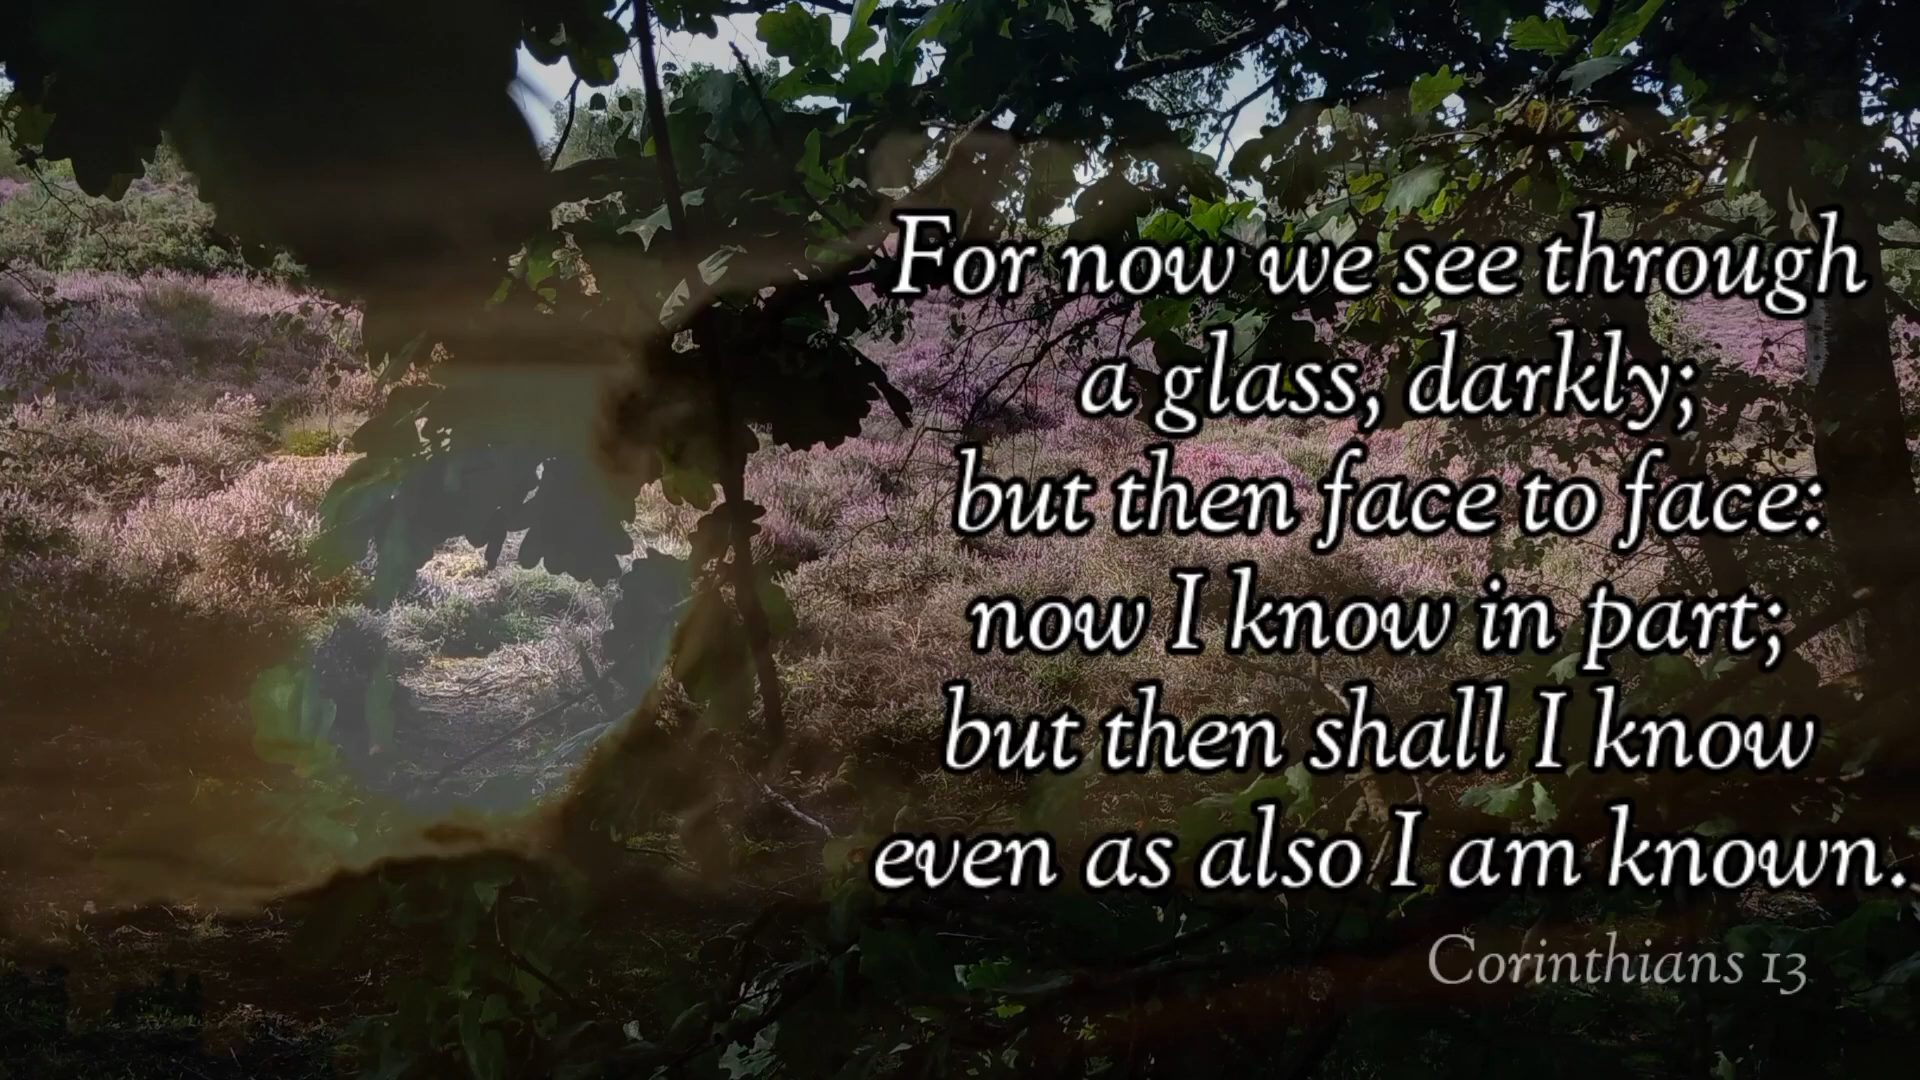 For now we see through
a glass, darkly;
but then face to face:
now I know in part;
but then shall I know
even as also I am known.
Corinthians 13